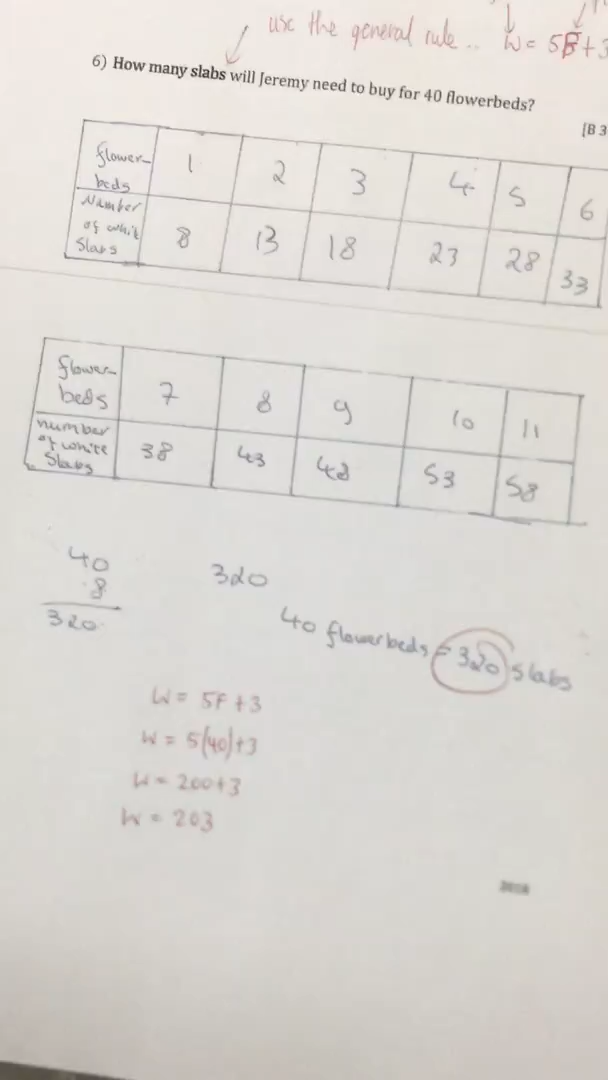 use the general rule.. W = 5F+3
6) How many slabs will Jeremy need to buy for 40 flowerbeds?
[B 3
flower-beds 1 2 3 4 5 6
Number of whit Slabs 8 13 18 23 28 33
flower-beds 7 8 9 10 11
number of white Slabs 38 43 48 53 58
40
8
320
320
40 flowerbeds = 320 slabs
W = 5F+3
W = 5(40)+3
W = 200+3
W = 203